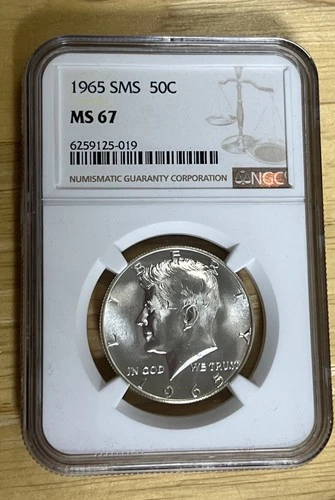 1965 SMS 50C
MS 67
6259125-019
NUMISMATIC GUARANTY CORPORATION
NGC
LIBERTY
IN GOD WE TRUST
1965